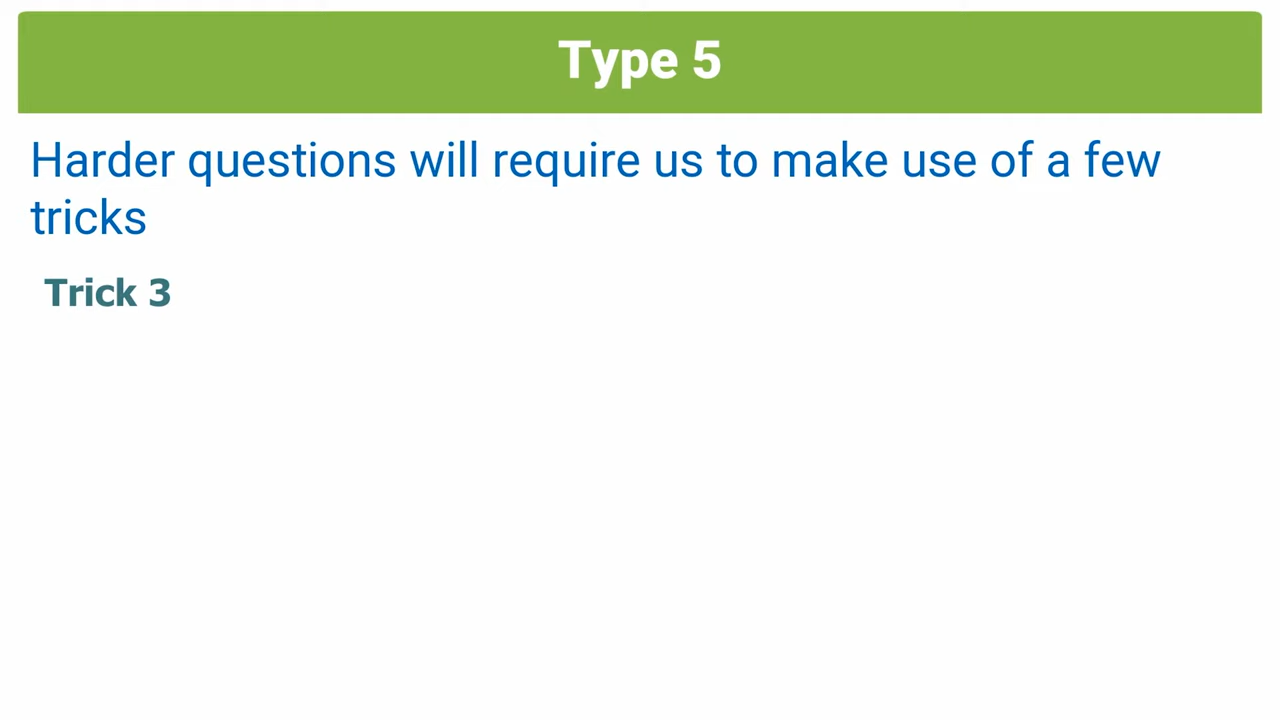 Type 5
Harder questions will require us to make use of a few
tricks
Trick 3